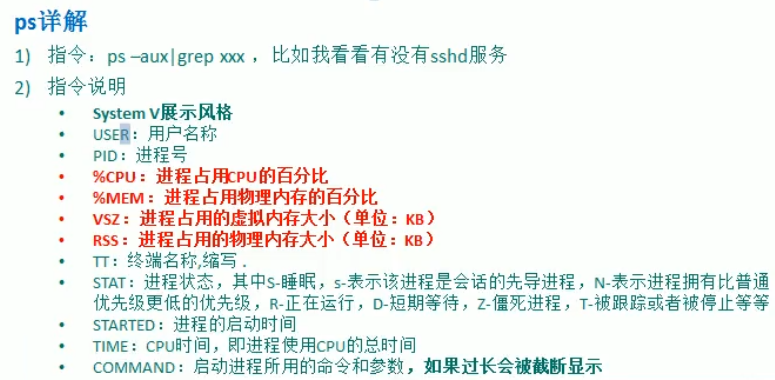 ps详解
1) 指令：ps –aux|grep xxx ，比如我看看有没有sshd服务
2) 指令说明
• System V展示风格
• USER：用户名称
• PID：进程号
• %CPU：进程占用CPU的百分比
• %MEM：进程占用物理内存的百分比
• VSZ：进程占用的虚拟内存大小（单位：KB）
• RSS：进程占用的物理内存大小（单位：KB）
• TT：终端名称,缩写 .
• STAT：进程状态，其中S-睡眠，s-表示该进程是会话的先导进程，N-表示进程拥有比普通
优先级更低的优先级，R-正在运行，D-短期等待，Z-僵死进程，T-被跟踪或者被停止等等
• STARTED：进程的启动时间
• TIME：CPU时间，即进程使用CPU的总时间
• COMMAND：启动进程所用的命令和参数，如果过长会被截断显示